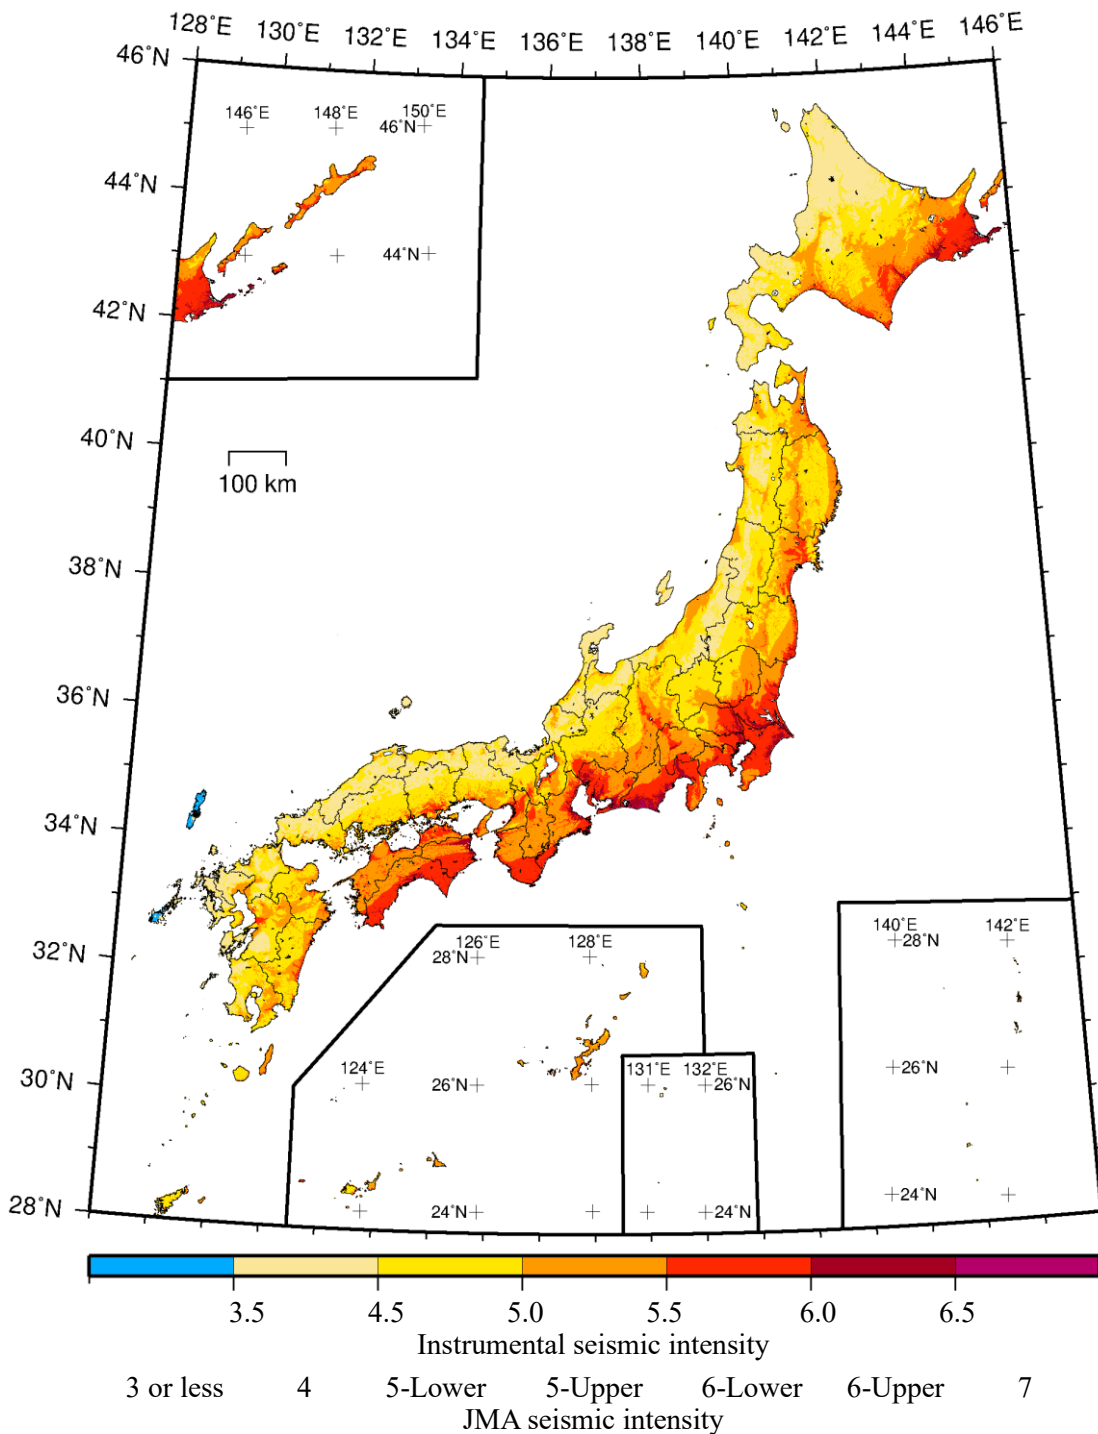 128°E 130°E 132°E 134°E 136°E 138°E 140°E 142°E 144°E 146°E
46°N
146°E 148°E 150°E
46°N
44°N
44°N
42°N
40°N
100 km
38°N
36°N
34°N
32°N
126°E 128°E
28°N
140°E 142°E
28°N
30°N
124°E
26°N
131°E 132°E
26°N
26°N
28°N
24°N
24°N
24°N
3.5 4.5 5.0 5.5 6.0 6.5
Instrumental seismic intensity
3 or less 4 5-Lower 5-Upper 6-Lower 6-Upper 7
JMA seismic intensity